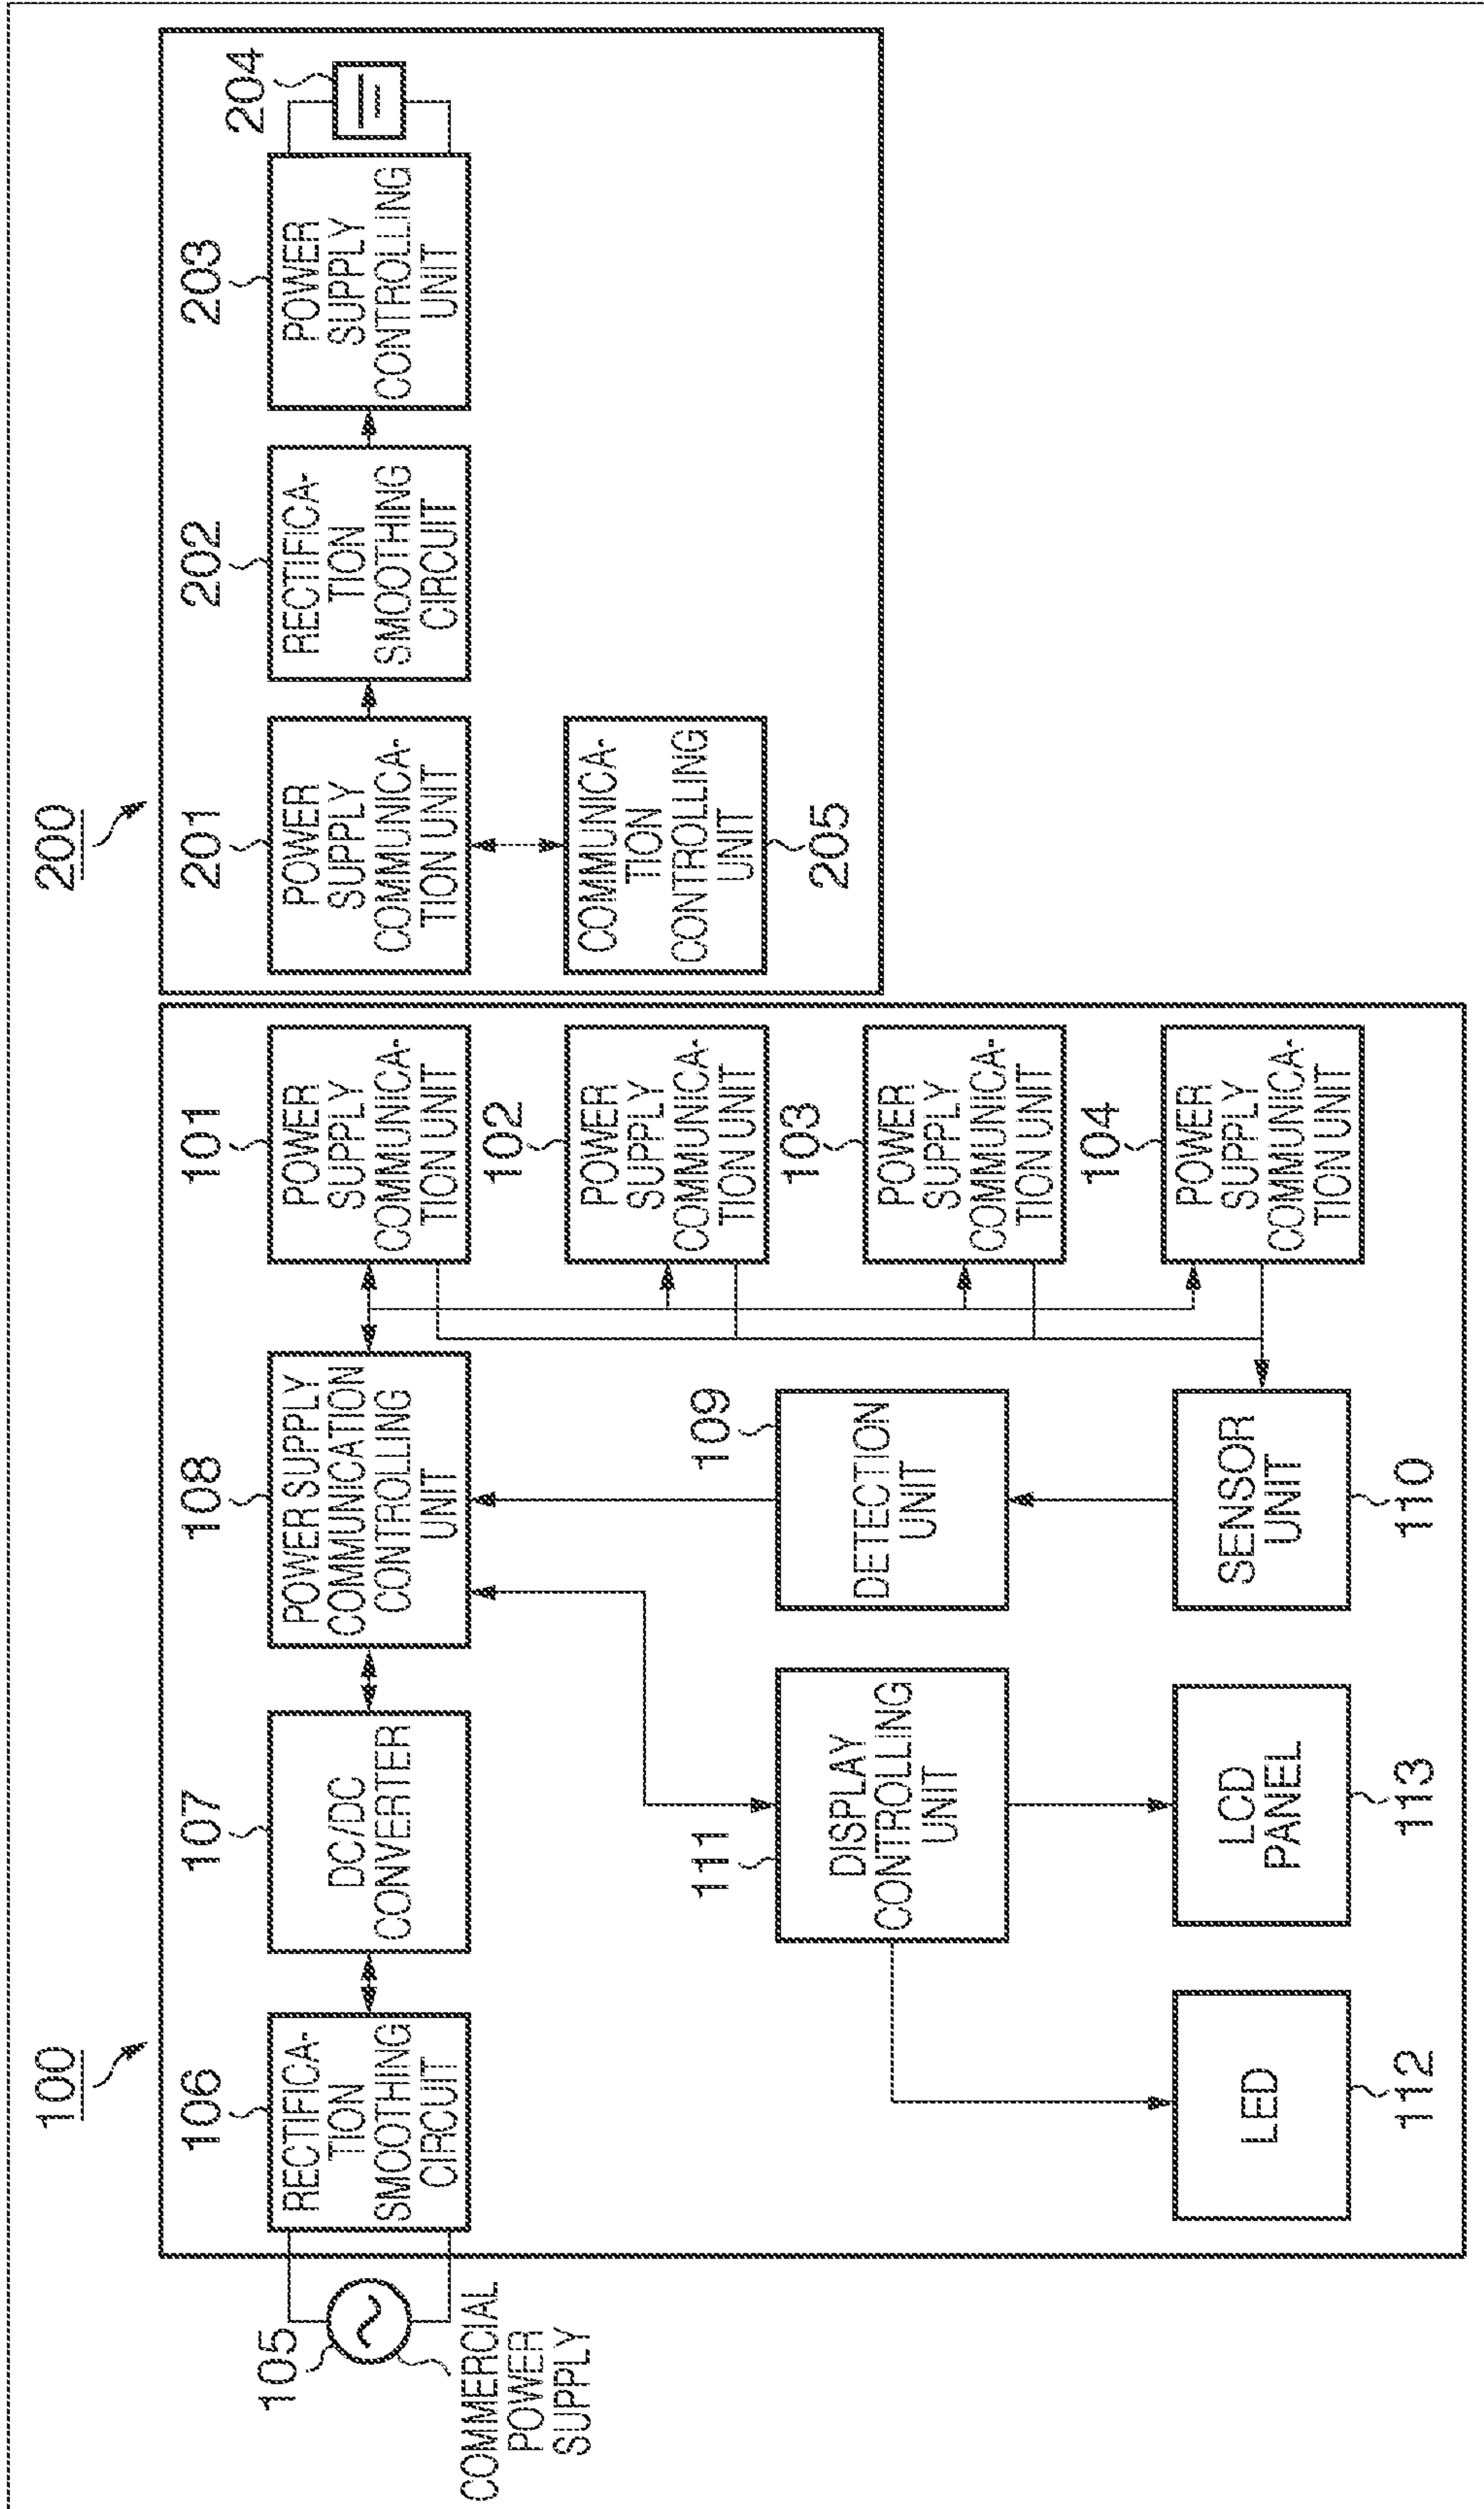 100
200
105
COMMERCIAL
POWER
SUPPLY
106
RECTIFICA-
TION
SMOOTHING
CIRCUIT
107
DC/DC
CONVERTER
108
POWER SUPPLY
COMMUNICATION
CONTROLLING
UNIT
101
POWER
SUPPLY
COMMUNICA-
TION UNIT
102
POWER
SUPPLY
COMMUNICA-
TION UNIT
103
POWER
SUPPLY
COMMUNICA-
TION UNIT
104
POWER
SUPPLY
COMMUNICA-
TION UNIT
109
DETECTION
UNIT
110
SENSOR
UNIT
111
DISPLAY
CONTROLLING
UNIT
LED
112
LCD
PANEL
113
201
POWER
SUPPLY
COMMUNICA-
TION UNIT
202
RECTIFICA-
TION
SMOOTHING
CIRCUIT
203
POWER
SUPPLY
CONTROLLING
UNIT
204
COMMUNICA-
TION
CONTROLLING
UNIT
205